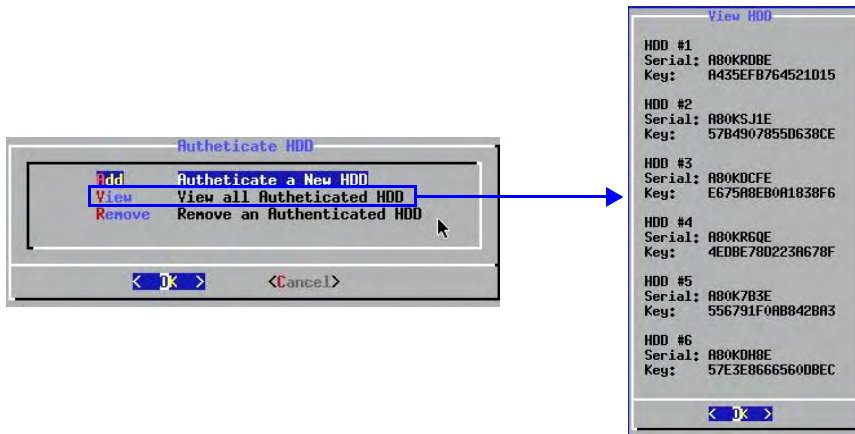 Autheticate HDD
Add Autheticate a New HDD
View View all Autheticated HDD
Remove Remove an Authenticated HDD
< OK > <Cancel>
View HDD
HDD #1
Serial: A80KRDBE
Key: A435EFB764521D15
HDD #2
Serial: A80KSJ1E
Key: 57B4907855D638CE
HDD #3
Serial: A80KDCFE
Key: E675A8EB0A1838F6
HDD #4
Serial: A80KR6QE
Key: 4EDBE78D223A678F
HDD #5
Serial: A80K7B3E
Key: 556791F0AB842BA3
HDD #6
Serial: A80KDH8E
Key: 57E3E8666560DBEC
< OK >